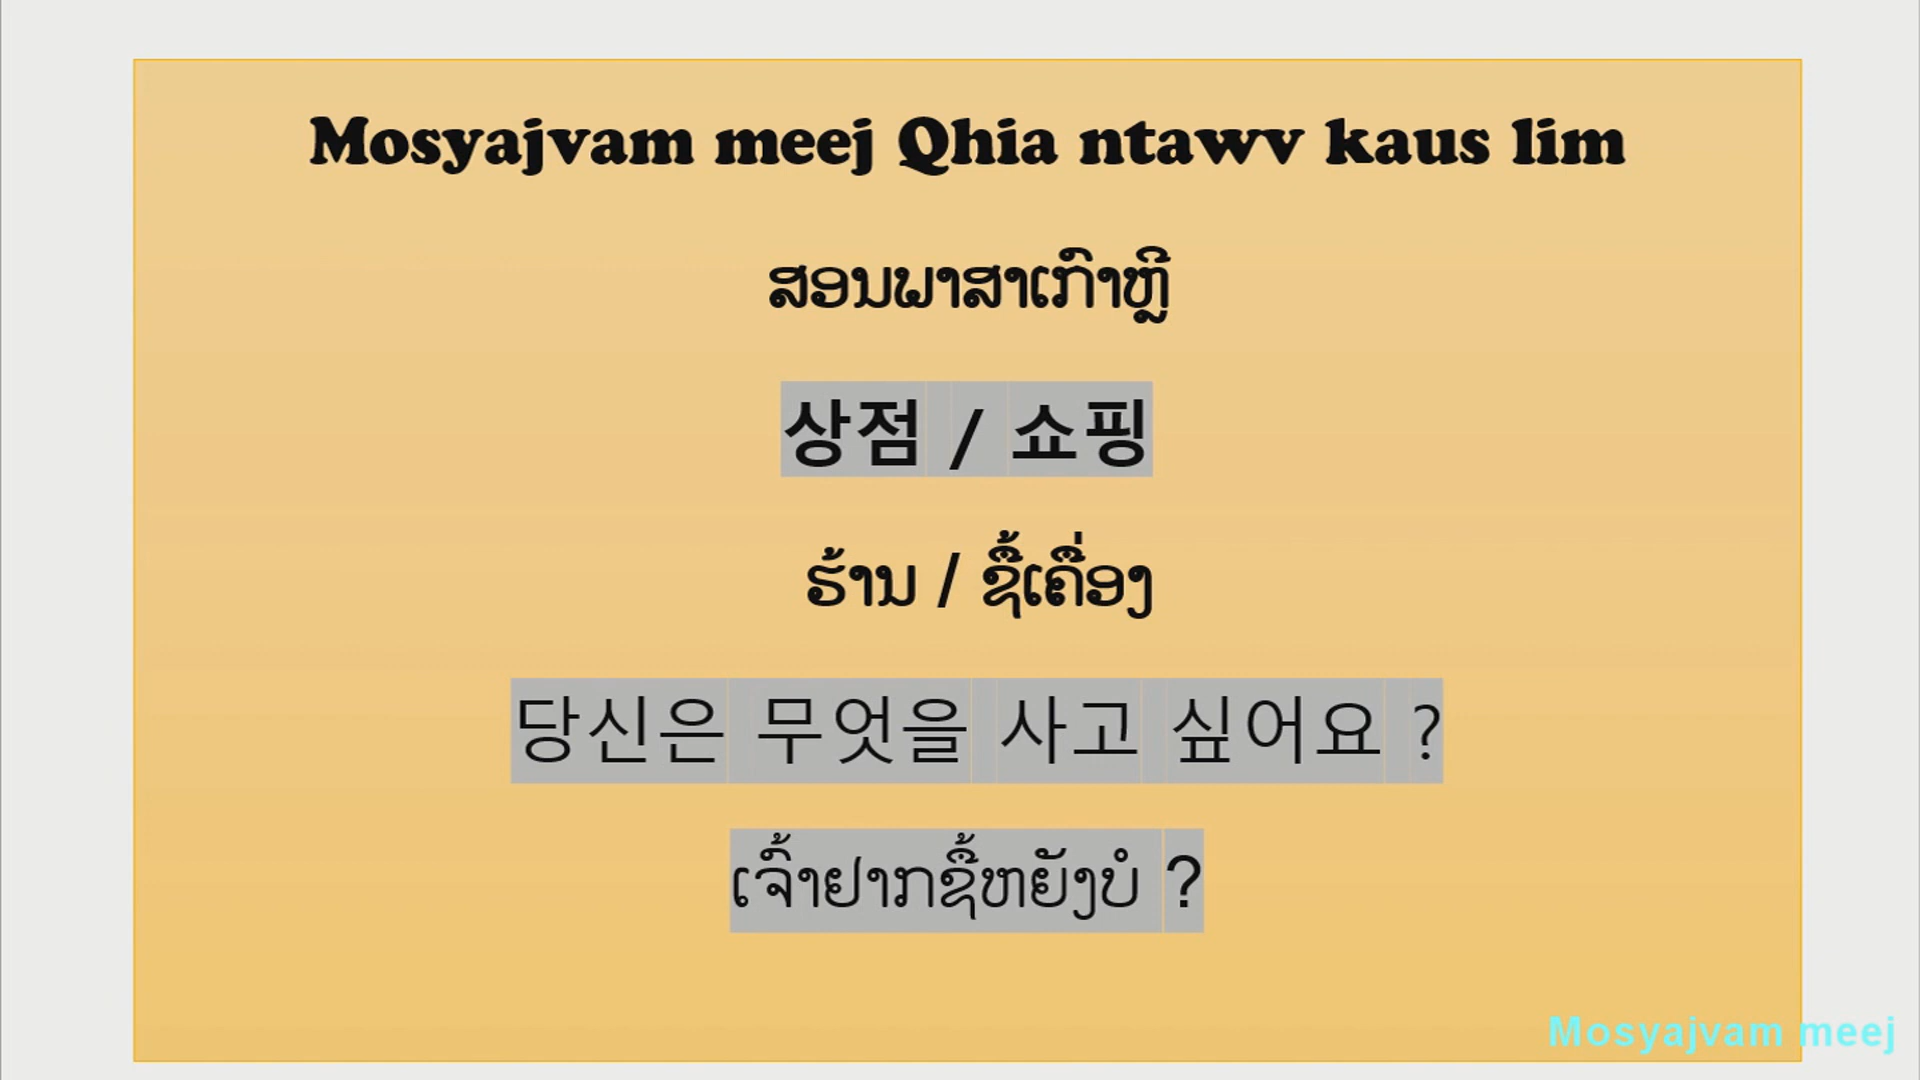 Mosyajvam meej Qhia ntawv kaus lim
ສອນພາສາເກົາຫຼີ
상점 / 쇼핑
ຮ້ານ / ຊື້ເຄື່ອງ
당신은 무엇을 사고 싶어요 ?
ເຈົ້າຢາກຊື້ຫຍັງບໍ ?
Mosyajvam meej